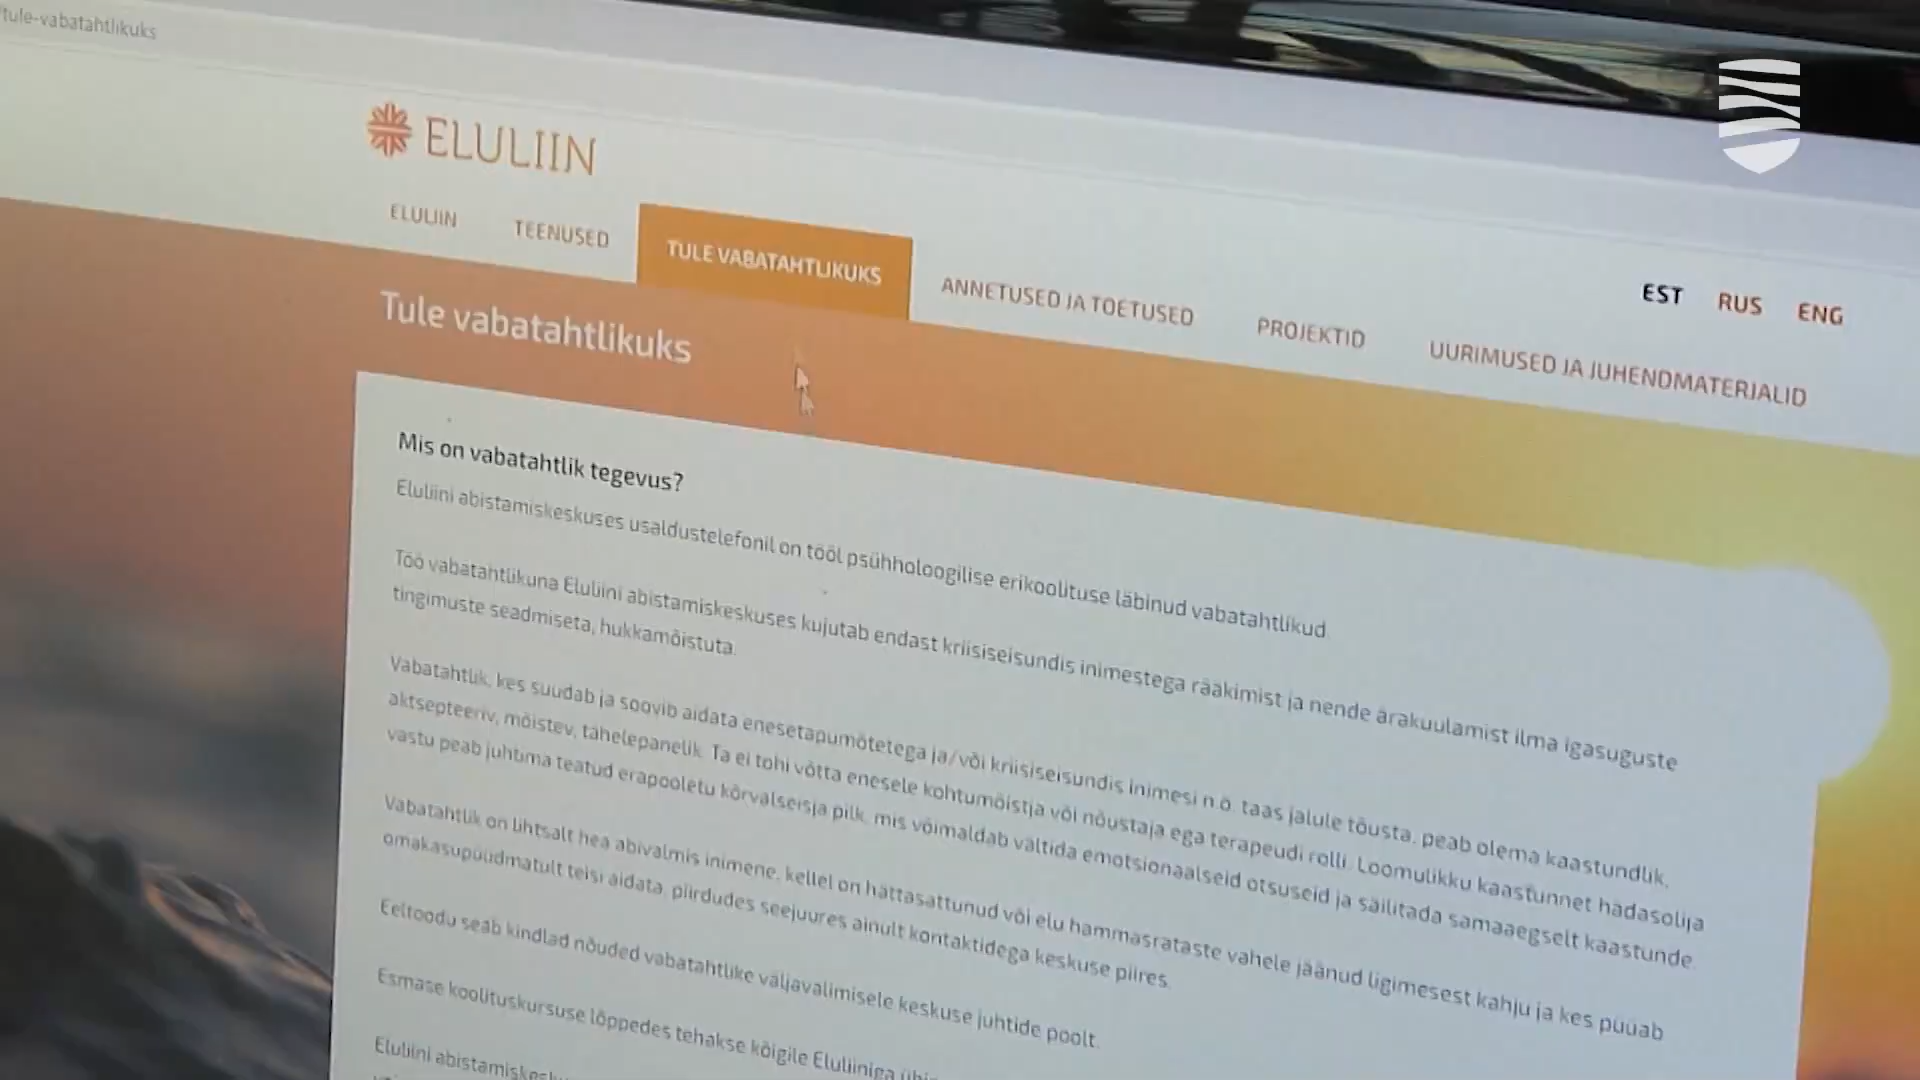 tule-vabatahtlikuks
ELULIIN
ELULIIN
TEENUSED
TULE VABATAHTLIKUKS
ANNETUSED JA TOETUSED
PROJEKTID
UURIMUSED JA JUHENDMATERJALID
EST RUS ENG
Tule vabatahtlikuks
Mis on vabatahtlik tegevus?
Eluliini abistamiskeskuses usaldustelefonil on tööl psühholoogilise erikoolituse läbinud vabatahtlikud.
Töö vabatahtlikuna Eluliini abistamiskeskuses kujutab endast kriisiseisundis inimestega rääkimist ja nende ärakuulamist ilma igasuguste
tingimuste seadmiseta, hukkamõistuta.
Vabatahtlik, kes suudab ja soovib aidata enesetapumõtetega ja/või kriisiseisundis inimesi n.ö. taas jalule tõusta, peab olema kaastundlik,
aktsepteeriv, mõistev, tähelepanelik. Ta ei tohi võtta enesele kohtumõistja või nõustaja ega terapeudi rolli. Loomulikku kaastunnet hädasolija
vastu peab juhtima teatud erapooletu kõrvalseisja pilk, mis võimaldab vältida emotsionaalseid otsuseid ja säilitada samaaegselt kaastunde.
Vabatahtlik on lihtsalt hea abivalmis inimene, kellel on hättasattunud või elu hammasrataste vahele jäänud ligimesest kahju ja kes püüab
omakasupüüdmatult teisi aidata, piirdudes seejuures ainult kontaktidega keskuse piires.
Eeltoodu seab kindlad nõuded vabatahtlike väljavalimisele keskuse juhtide poolt.
Esmase koolituskursuse lõppedes tehakse kõigile Eluliiniga
Eluliini